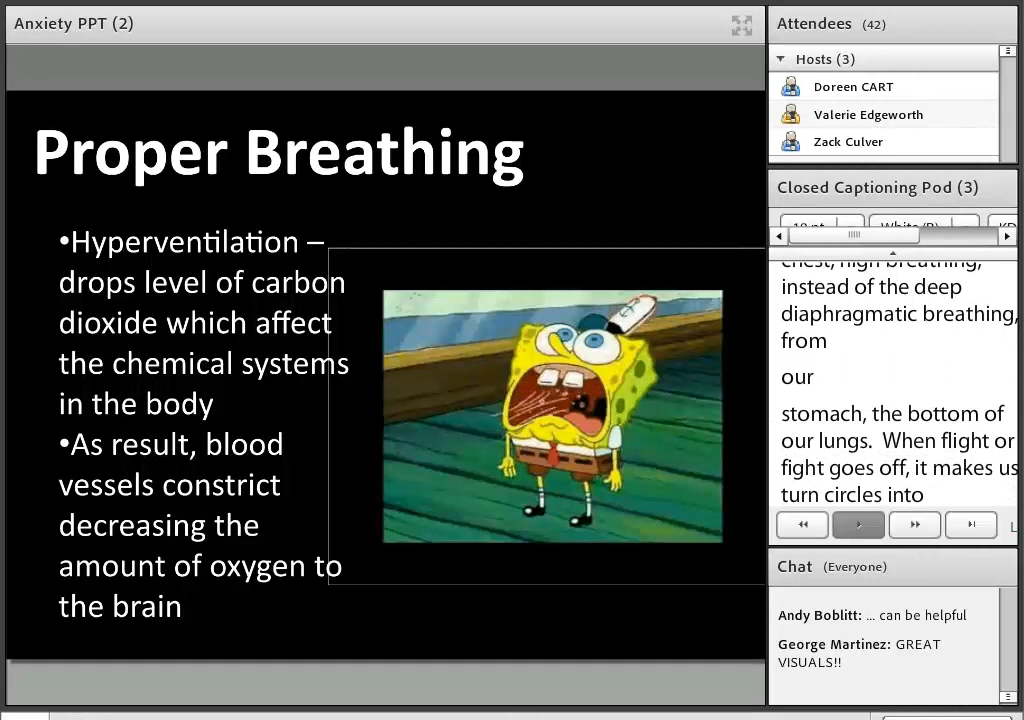 Anxiety PPT (2)
Proper Breathing
•Hyperventilation –
drops level of carbon
dioxide which affect
the chemical systems
in the body
•As result, blood
vessels constrict
decreasing the
amount of oxygen to
the brain
Attendees (42)
Hosts (3)
Doreen CART
Valerie Edgeworth
Zack Culver
Closed Captioning Pod (3)
chest, high breathing,
instead of the deep
diaphragmatic breathing,
from
our
stomach, the bottom of
our lungs. When flight or
fight goes off, it makes us
turn circles into
Chat (Everyone)
Andy Boblitt: ... can be helpful
George Martinez: GREAT
VISUALS!!